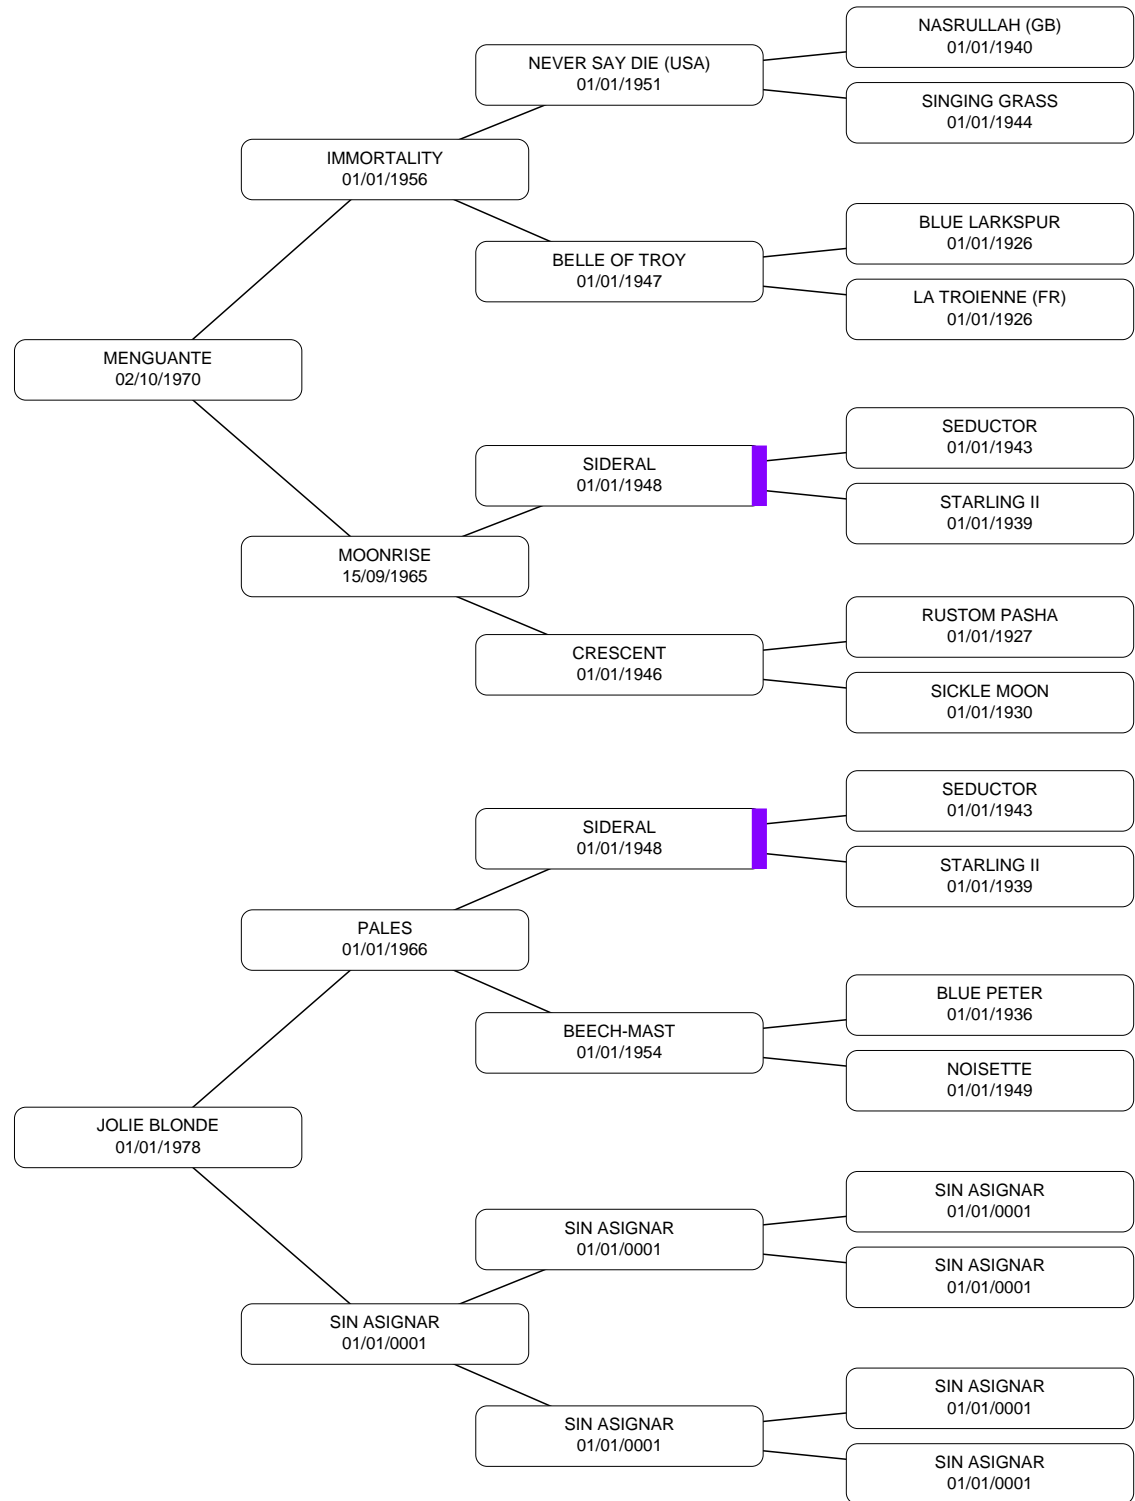 NASRULLAH (GB)
01/01/1940
NEVER SAY DIE (USA)
01/01/1951
SINGING GRASS
01/01/1944
IMMORTALITY
01/01/1956
BLUE LARKSPUR
01/01/1926
BELLE OF TROY
01/01/1947
LA TROIENNE (FR)
01/01/1926
MENGUANTE
02/10/1970
SEDUCTOR
01/01/1943
SIDERAL
01/01/1948
STARLING II
01/01/1939
MOONRISE
15/09/1965
RUSTOM PASHA
01/01/1927
CRESCENT
01/01/1946
SICKLE MOON
01/01/1930
SEDUCTOR
01/01/1943
SIDERAL
01/01/1948
STARLING II
01/01/1939
PALES
01/01/1966
BLUE PETER
01/01/1936
BEECH-MAST
01/01/1954
NOISETTE
01/01/1949
JOLIE BLONDE
01/01/1978
SIN ASIGNAR
01/01/0001
SIN ASIGNAR
01/01/0001
SIN ASIGNAR
01/01/0001
SIN ASIGNAR
01/01/0001
SIN ASIGNAR
01/01/0001
SIN ASIGNAR
01/01/0001
SIN ASIGNAR
01/01/0001